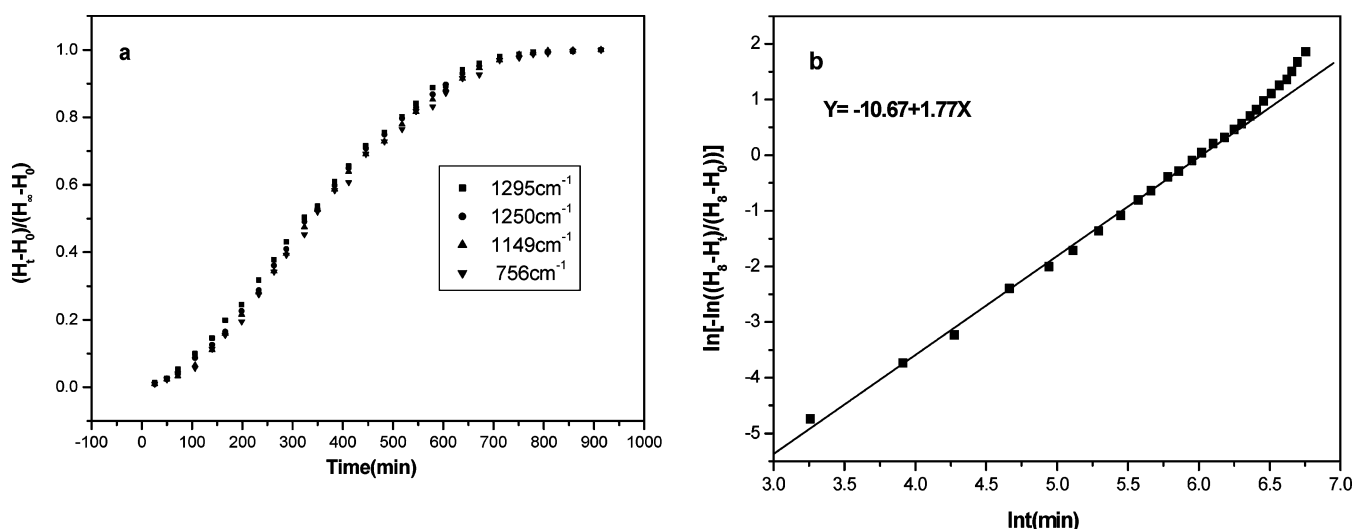 a
1.0
0.8
0.6
0.4
0.2
0.0
(Hₜ-H₀)/(H∞-H₀)
1295cm⁻¹
1250cm⁻¹
1149cm⁻¹
756cm⁻¹
-100 0 100 200 300 400 500 600 700 800 900 1000
Time(min)
b
Y= -10.67+1.77X
2
1
0
-1
-2
-3
-4
-5
ln[-ln((H₈-Hₜ)/(H₈-H₀))]
3.0 3.5 4.0 4.5 5.0 5.5 6.0 6.5 7.0
lnt(min)